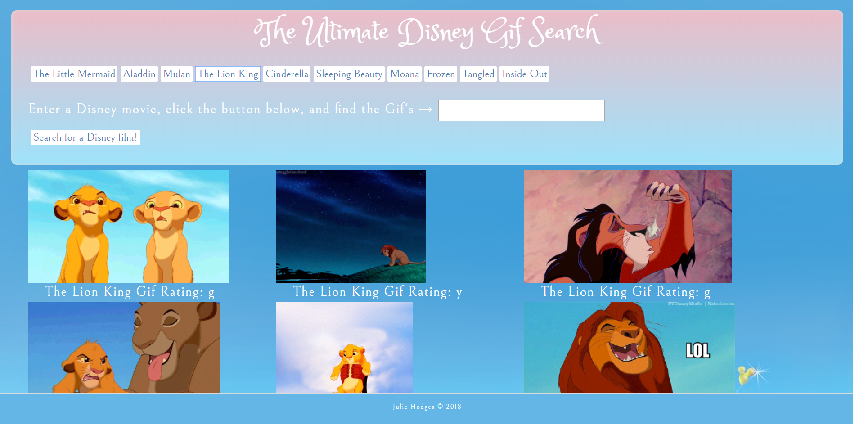 The Ultimate Disney Gif Search
The Little Mermaid Aladdin Mulan The Lion King Cinderella Sleeping Beauty Moana Frozen Tangled Inside Out
Enter a Disney movie, click the button below, and find the Gif's →
Search for a Disney film!
The Lion King Gif Rating: g The Lion King Gif Rating: y The Lion King Gif Rating: g
LOL
Julie Hedges © 2018